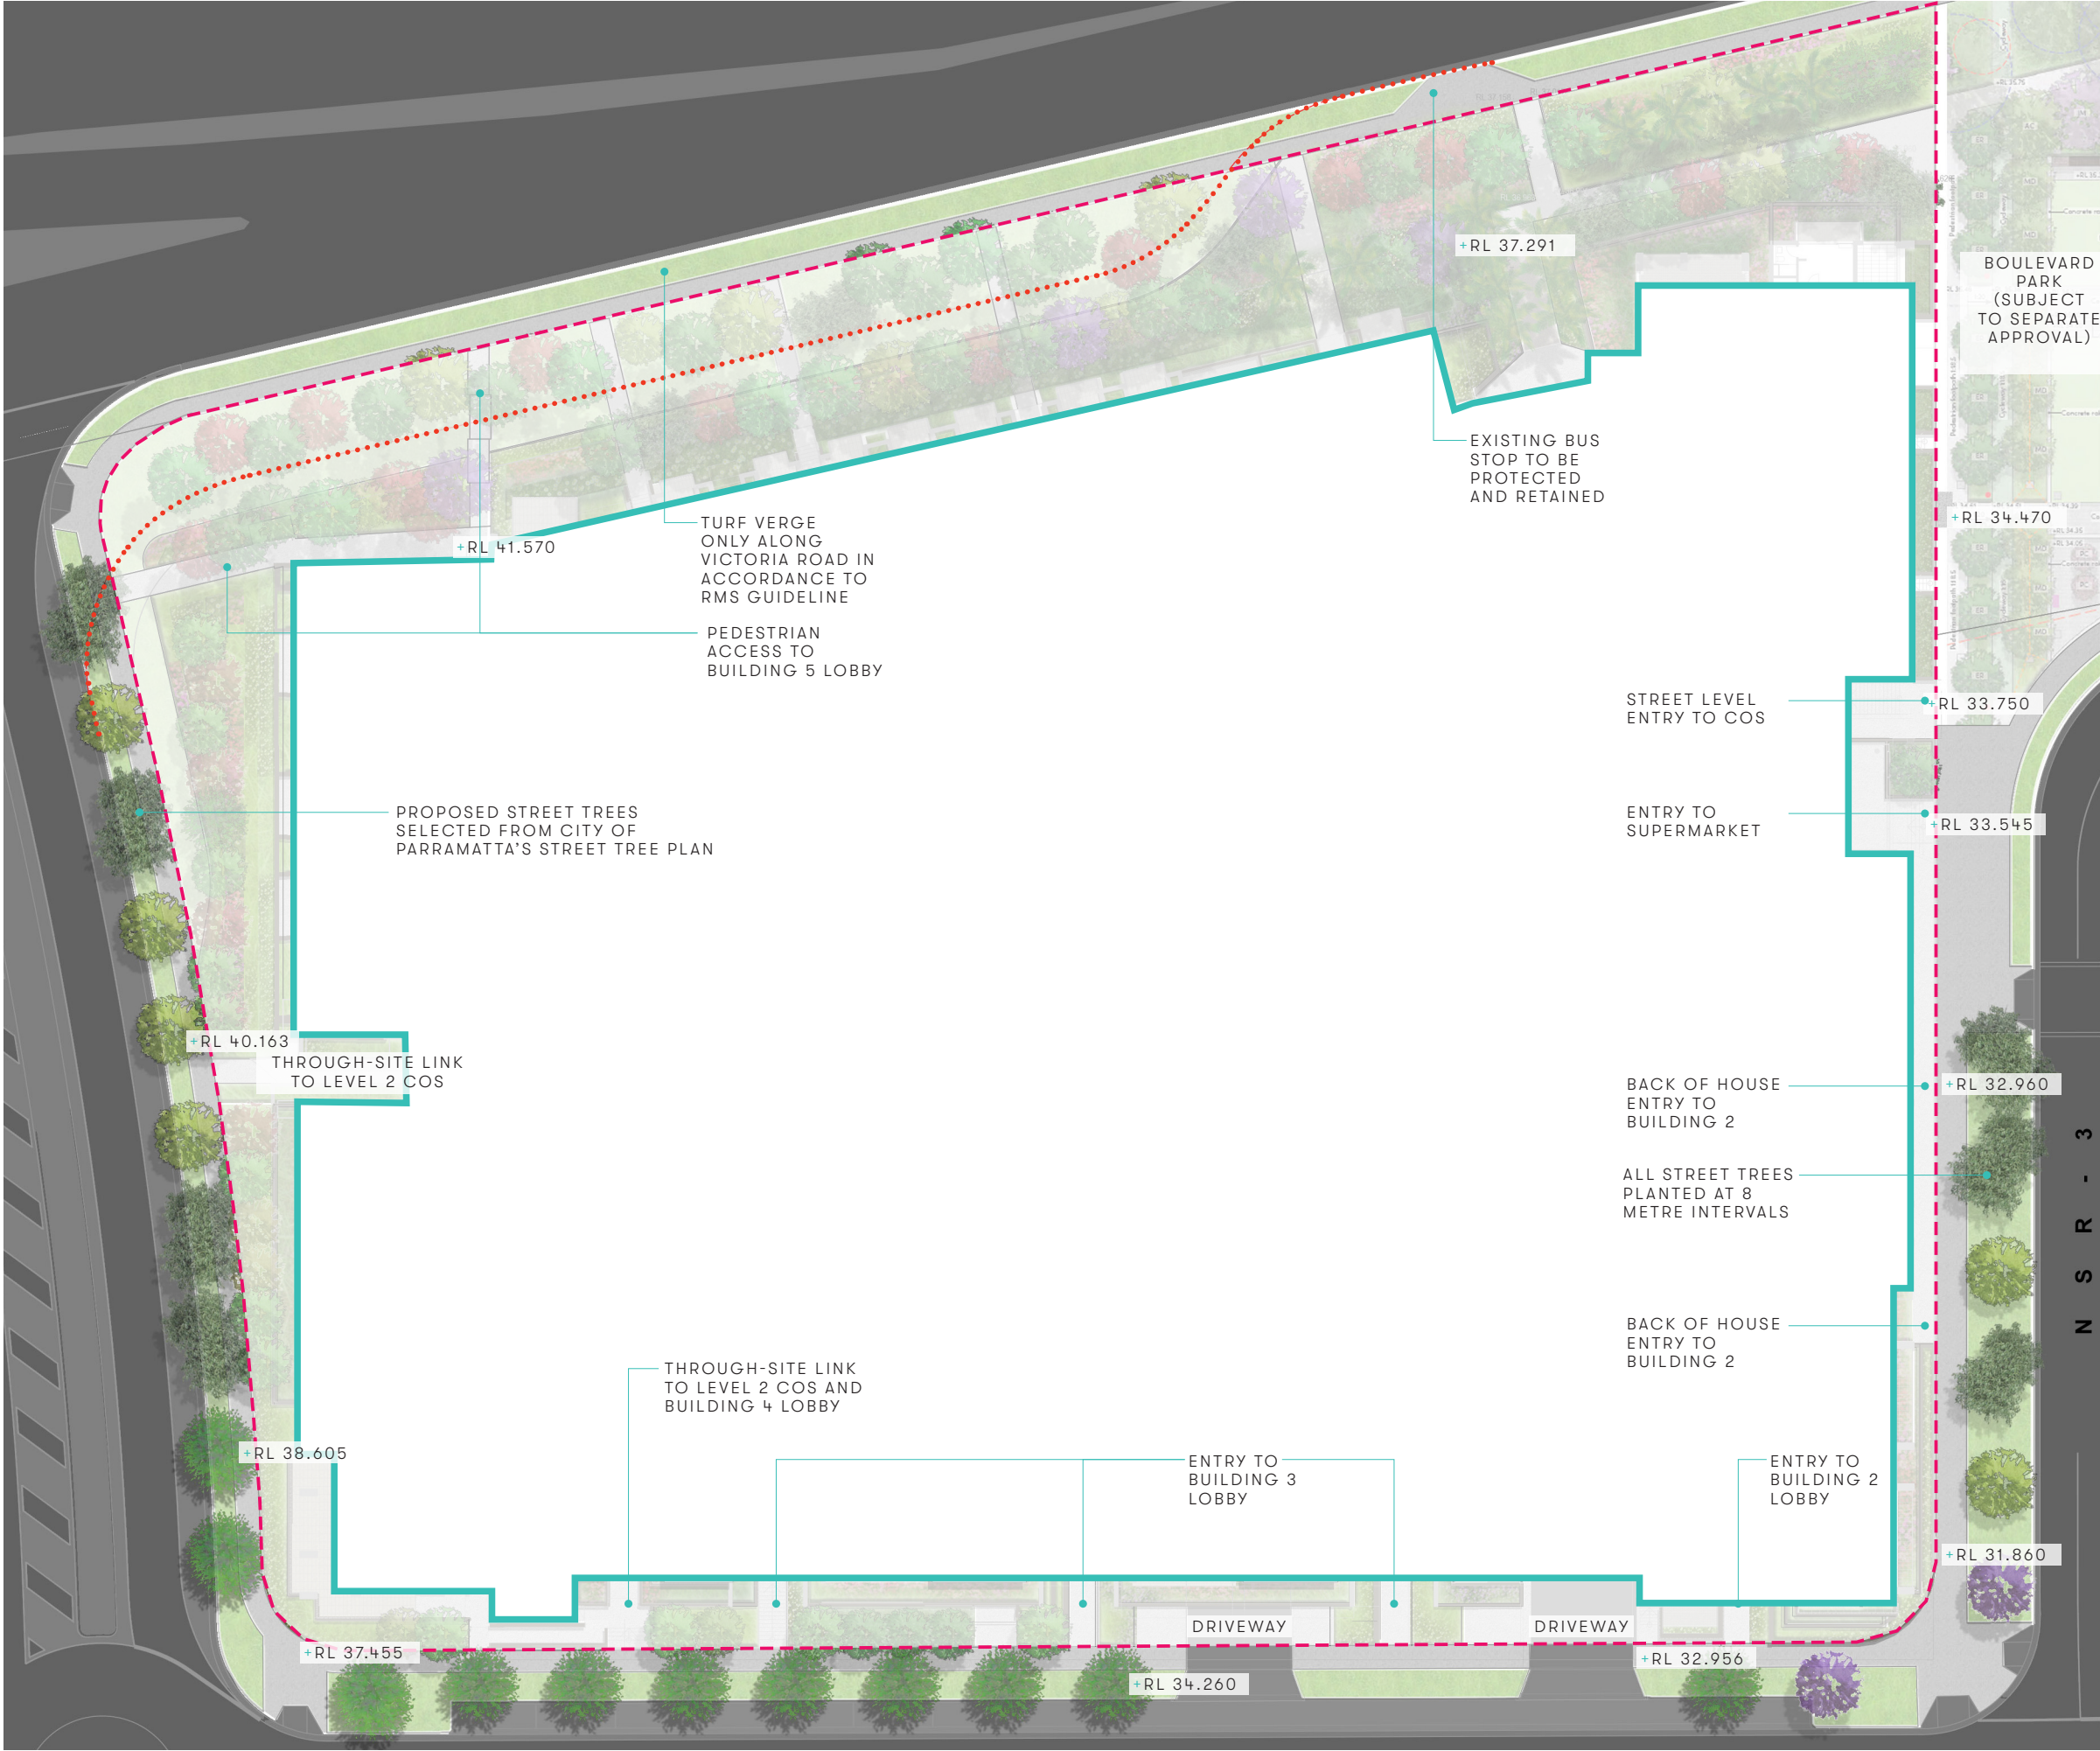 BOULEVARD
PARK
(SUBJECT
TO SEPARATE
APPROVAL)
+RL 37.291
EXISTING BUS
STOP TO BE
PROTECTED
AND RETAINED
+RL 34.470
TURF VERGE
ONLY ALONG
VICTORIA ROAD IN
ACCORDANCE TO
RMS GUIDELINE
+RL 41.570
PEDESTRIAN
ACCESS TO
BUILDING 5 LOBBY
STREET LEVEL
ENTRY TO COS
+RL 33.750
PROPOSED STREET TREES
SELECTED FROM CITY OF
PARRAMATTA'S STREET TREE PLAN
ENTRY TO
SUPERMARKET
+RL 33.545
+RL 40.163
THROUGH-SITE LINK
TO LEVEL 2 COS
BACK OF HOUSE
ENTRY TO
BUILDING 2
+RL 32.960
ALL STREET TREES
PLANTED AT 8
METRE INTERVALS
NSR-3
BACK OF HOUSE
ENTRY TO
BUILDING 2
THROUGH-SITE LINK
TO LEVEL 2 COS AND
BUILDING 4 LOBBY
+RL 38.605
ENTRY TO
BUILDING 3
LOBBY
ENTRY TO
BUILDING 2
LOBBY
+RL 31.860
DRIVEWAY
DRIVEWAY
+RL 37.455
+RL 34.260
+RL 32.956